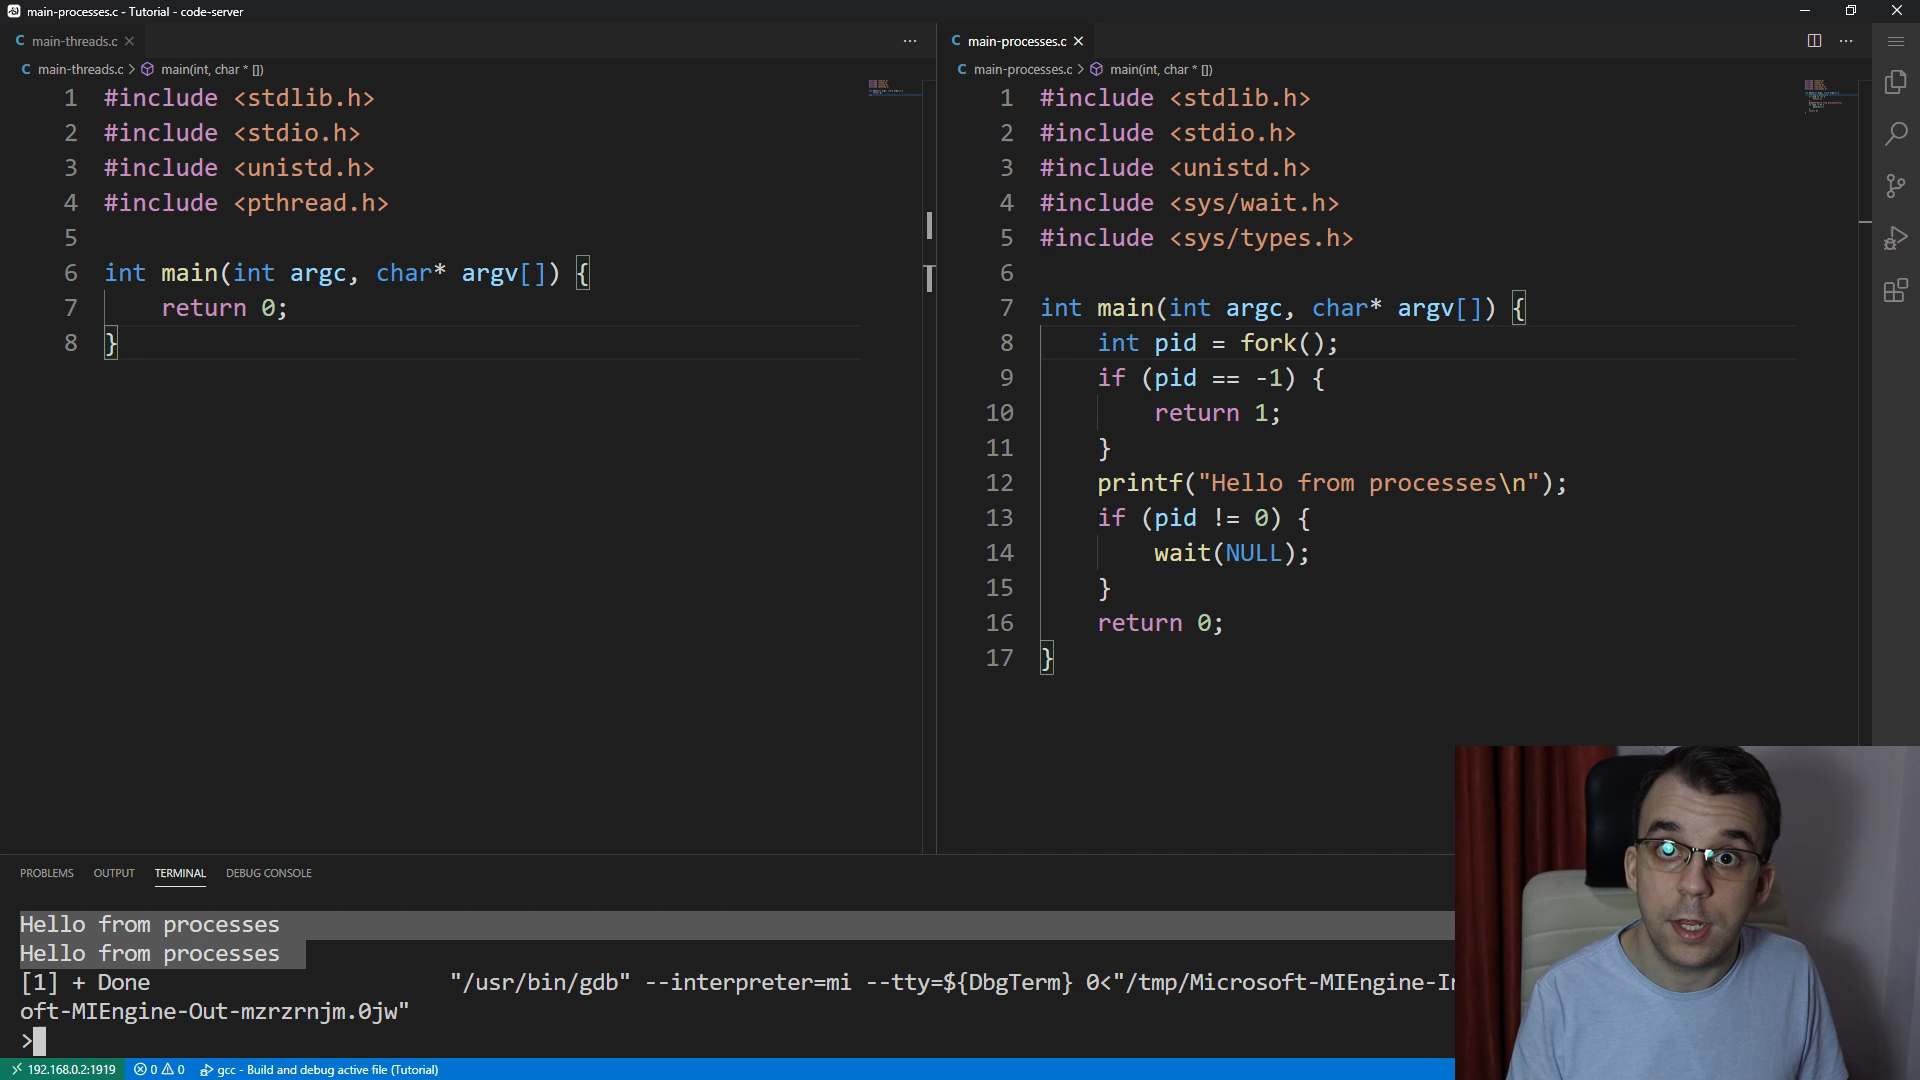 main-processes.c - Tutorial - code-server
main-threads.c
main-threads.c > main(int, char * [])
1 #include <stdlib.h>
2 #include <stdio.h>
3 #include <unistd.h>
4 #include <pthread.h>
5
6 int main(int argc, char* argv[]) {
7 return 0;
8 }
main-processes.c
main-processes.c > main(int, char * [])
1 #include <stdlib.h>
2 #include <stdio.h>
3 #include <unistd.h>
4 #include <sys/wait.h>
5 #include <sys/types.h>
6
7 int main(int argc, char* argv[]) {
8 int pid = fork();
9 if (pid == -1) {
10 return 1;
11 }
12 printf("Hello from processes\n");
13 if (pid != 0) {
14 wait(NULL);
15 }
16 return 0;
17 }
PROBLEMS OUTPUT TERMINAL DEBUG CONSOLE
Hello from processes
Hello from processes
[1] + Done "/usr/bin/gdb" --interpreter=mi --tty=${DbgTerm} 0<"/tmp/Microsoft-MIEngine-In
oft-MIEngine-Out-mzrzrnjm.0jw"
>
192.168.0.2:1919 0 0 gcc - Build and debug active file (Tutorial)